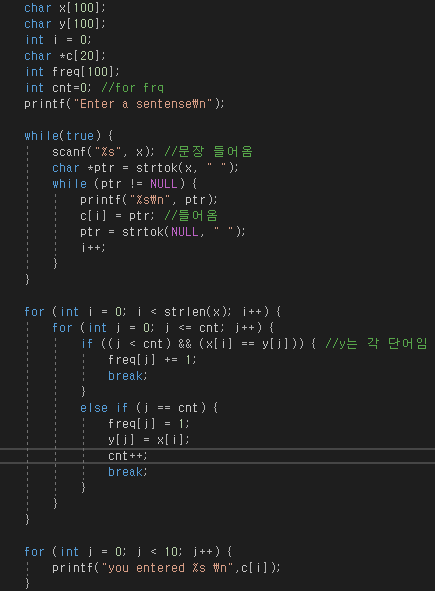 char x[100];
char y[100];
int i = 0;
char *c[20];
int freq[100];
int cnt=0; //for frq
printf("Enter a sentence₩n");
while(true) {
scanf("%s", x); //문장 들어옴
char *ptr = strtok(x, " ");
while (ptr != NULL) {
printf("%s₩n", ptr);
c[i] = ptr; //들어옴
ptr = strtok(NULL, " ");
i++;
}
}
for (int i = 0; i < strlen(x); i++) {
for (int j = 0; j <= cnt; j++) {
if ((j < cnt) && (x[i] == y[j])) { //y는 각 단어임
freq[j] += 1;
break;
}
else if (j == cnt) {
freq[j] = 1;
y[j] = x[i];
cnt++;
break;
}
}
}
for (int j = 0; j < 10; j++) {
printf("you entered %s ₩n",c[i]);
}